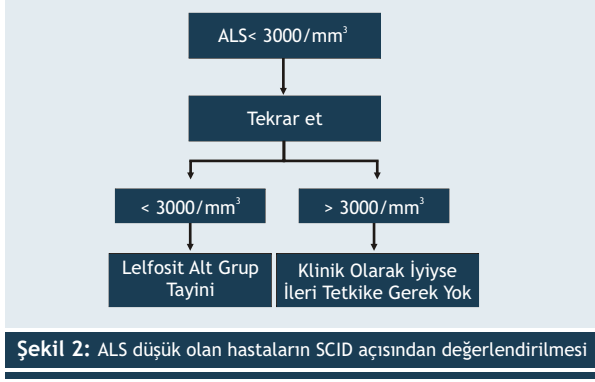 ALS< 3000/mm³
Tekrar et
< 3000/mm³
> 3000/mm³
Lelfosit Alt Grup
Tayini
Klinik Olarak İyiyse
İleri Tetkike Gerek Yok
Şekil 2: ALS düşük olan hastaların SCID açısından değerlendirilmesi